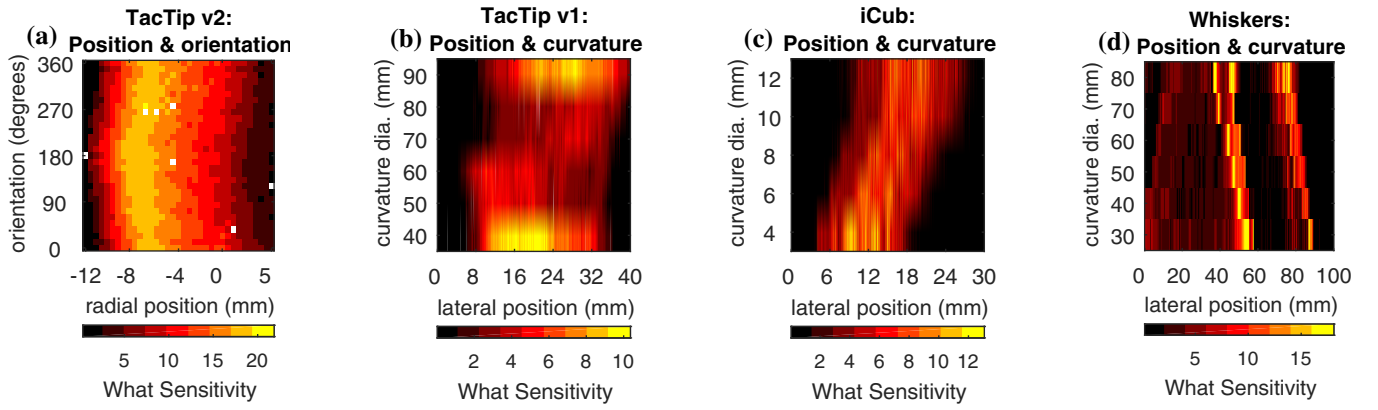 (a)
TacTip v2:
Position & orientation
orientation (degrees)
360
270
180
90
0
-12 -8 -4 0 5
radial position (mm)
5 10 15 20
What Sensitivity
(b)
TacTip v1:
Position & curvature
curvature dia. (mm)
90
80
70
60
50
40
0 16 24 32 40
lateral position (mm)
2 4 6 8 10
What Sensitivity
(c)
iCub:
Position & curvature
curvature dia. (mm)
12
10
8
6
4
0 6 12 18 24 30
lateral position (mm)
2 4 6 8 10 12
What Sensitivity
(d)
Whiskers:
Position & curvature
curvature dia. (mm)
80
70
60
50
40
30
0 20 40 60 80 100
lateral position (mm)
5 10 15
What Sensitivity